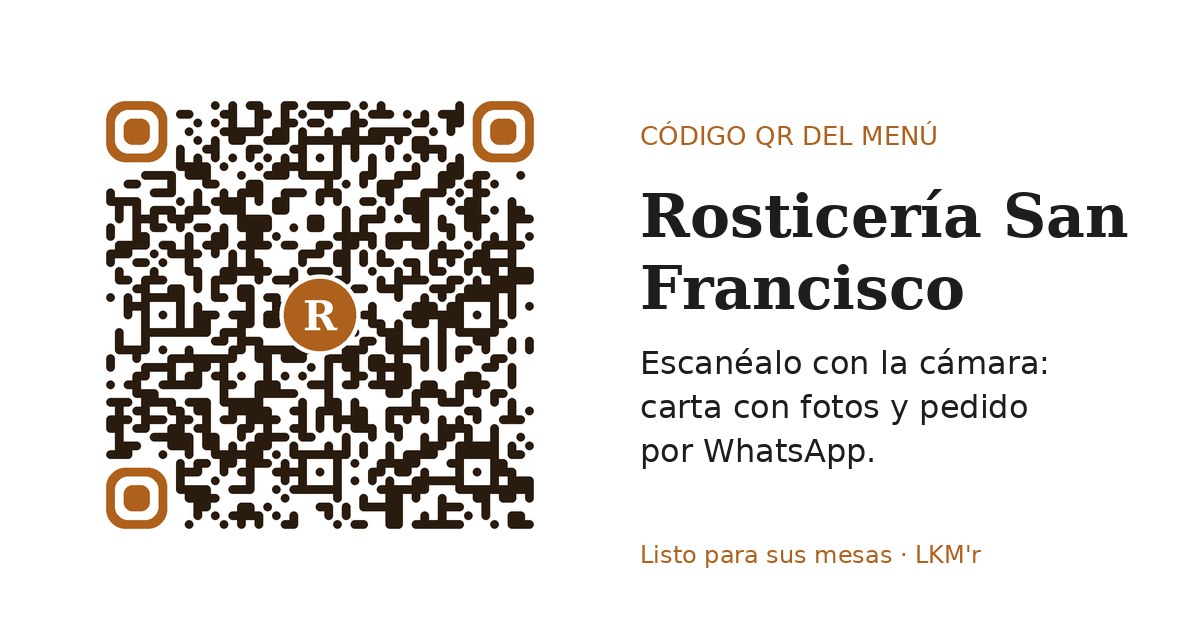 R
CÓDIGO QR DEL MENÚ
Rosticería San
Francisco
Escanéalo con la cámara:
carta con fotos y pedido
por WhatsApp.
Listo para sus mesas · LKM'r